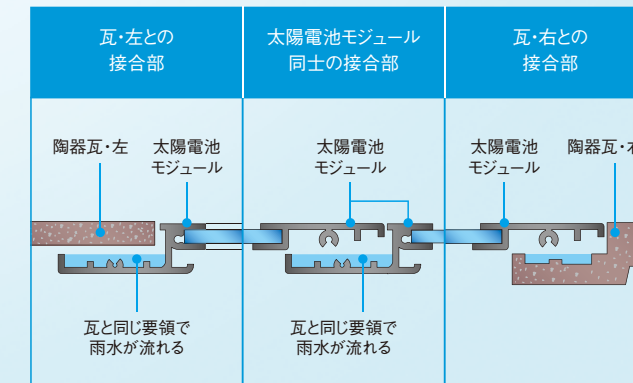 瓦・左との
接合部
太陽電池モジュール
同士の接合部
瓦・右との
接合部
陶器瓦・左
太陽電池
モジュール
太陽電池
モジュール
太陽電池
モジュール
陶器瓦・右
瓦と同じ要領で
雨水が流れる
瓦と同じ要領で
雨水が流れる